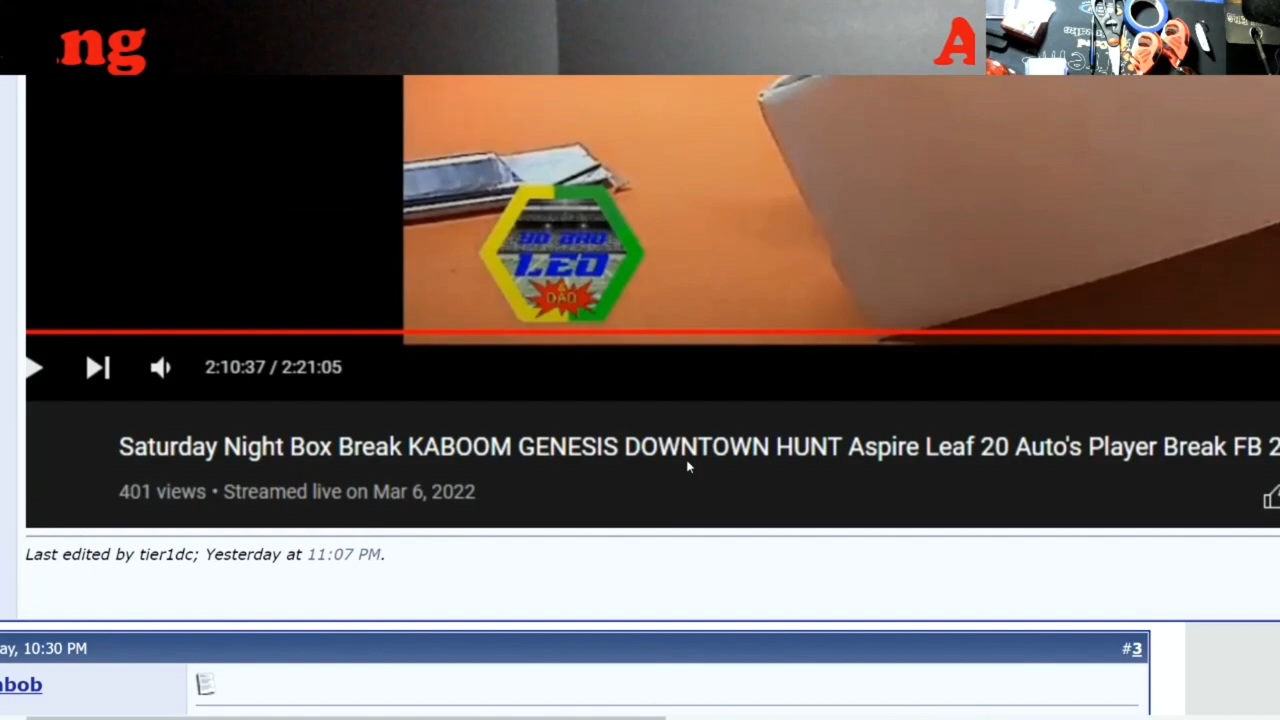 ng
A
YO BRO
LEO
&
DAD
2:10:37 / 2:21:05
Saturday Night Box Break KABOOM GENESIS DOWNTOWN HUNT Aspire Leaf 20 Auto's Player Break FB 2
401 views • Streamed live on Mar 6, 2022
Last edited by tier1dc; Yesterday at 11:07 PM.
ay, 10:30 PM
#3
bob